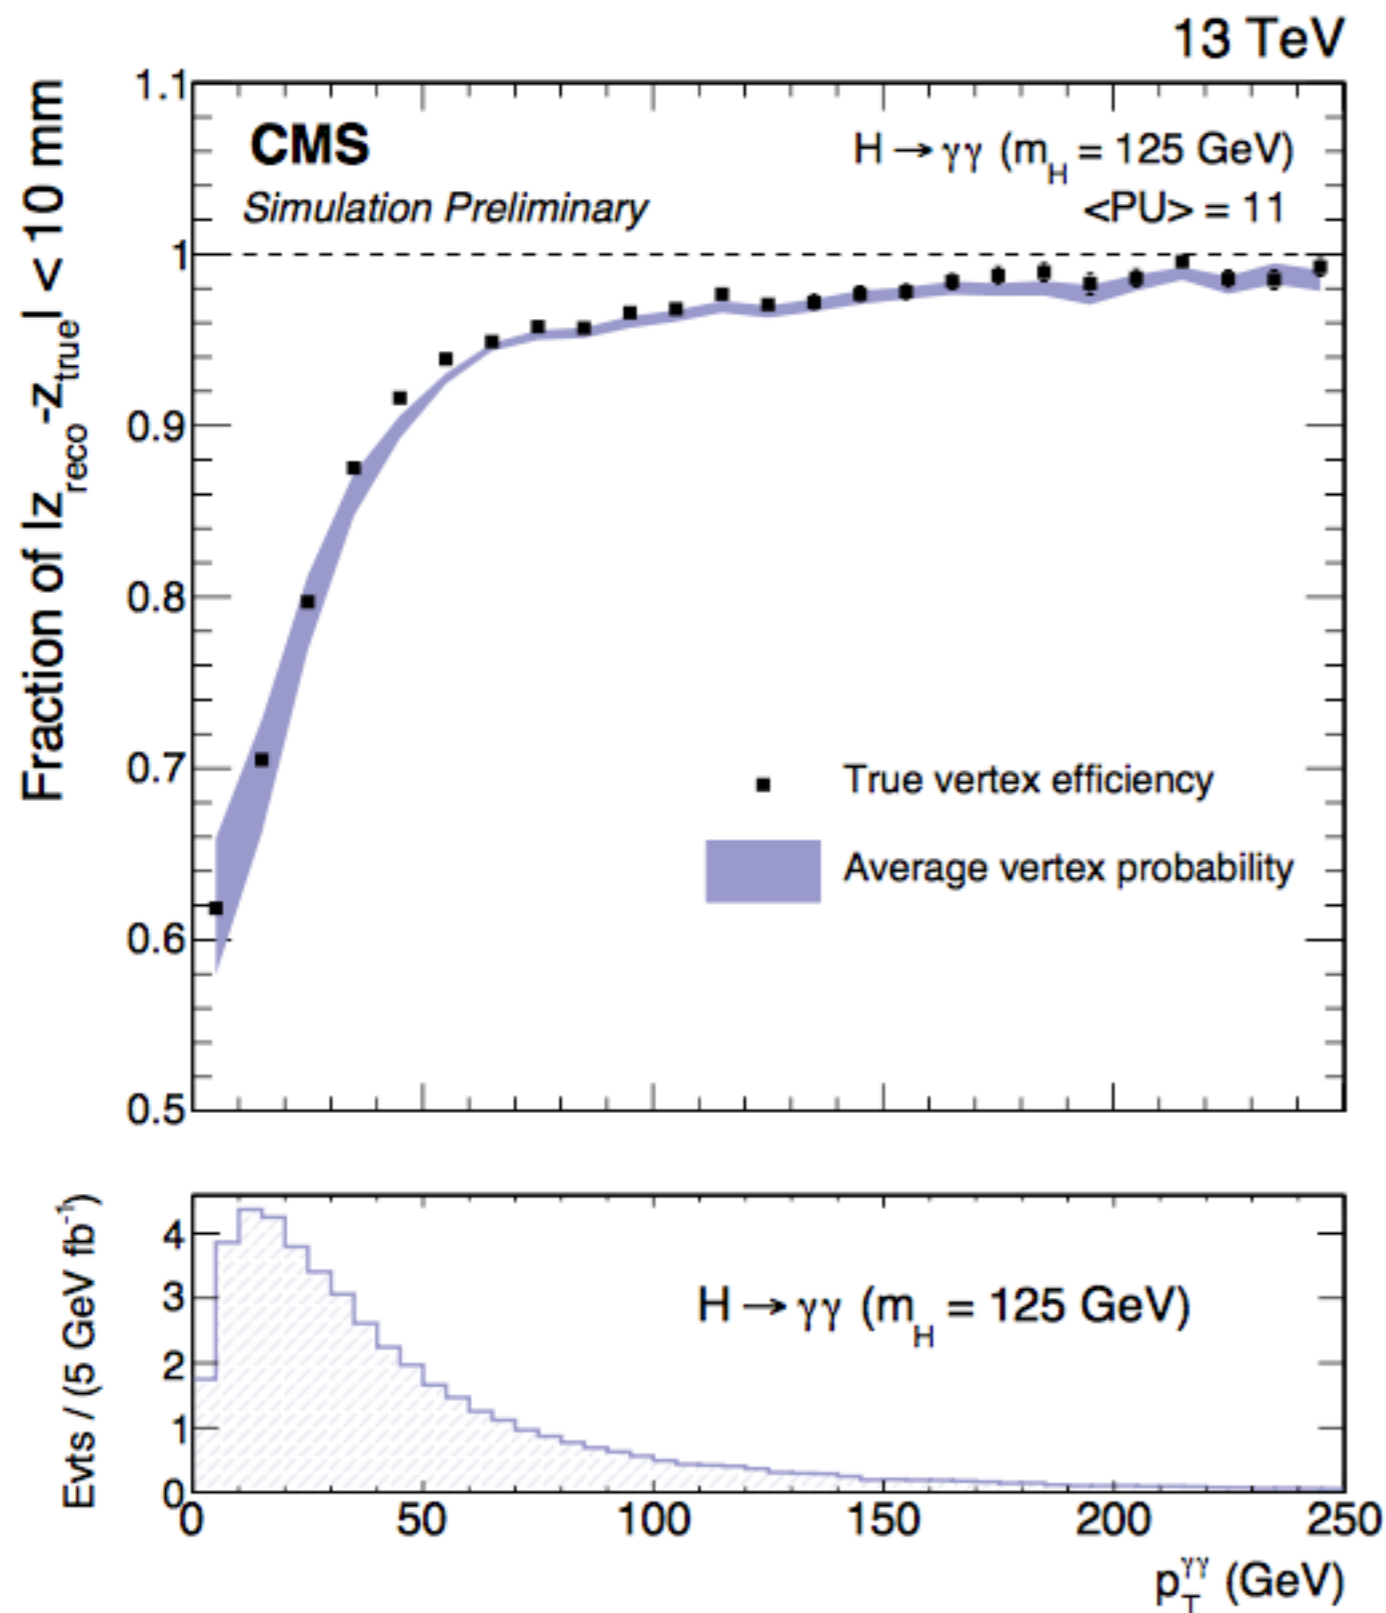 13 TeV
1.1
CMS
H → γγ (m_H = 125 GeV)
Simulation Preliminary
<PU> = 11
1
0.9
0.8
0.7
0.6
0.5
Fraction of |z_reco-z_true| < 10 mm
True vertex efficiency
Average vertex probability
H → γγ (m_H = 125 GeV)
4
3
2
1
0
Evts / (5 GeV fb⁻¹)
0 50 100 150 200 250
p_T^γγ (GeV)